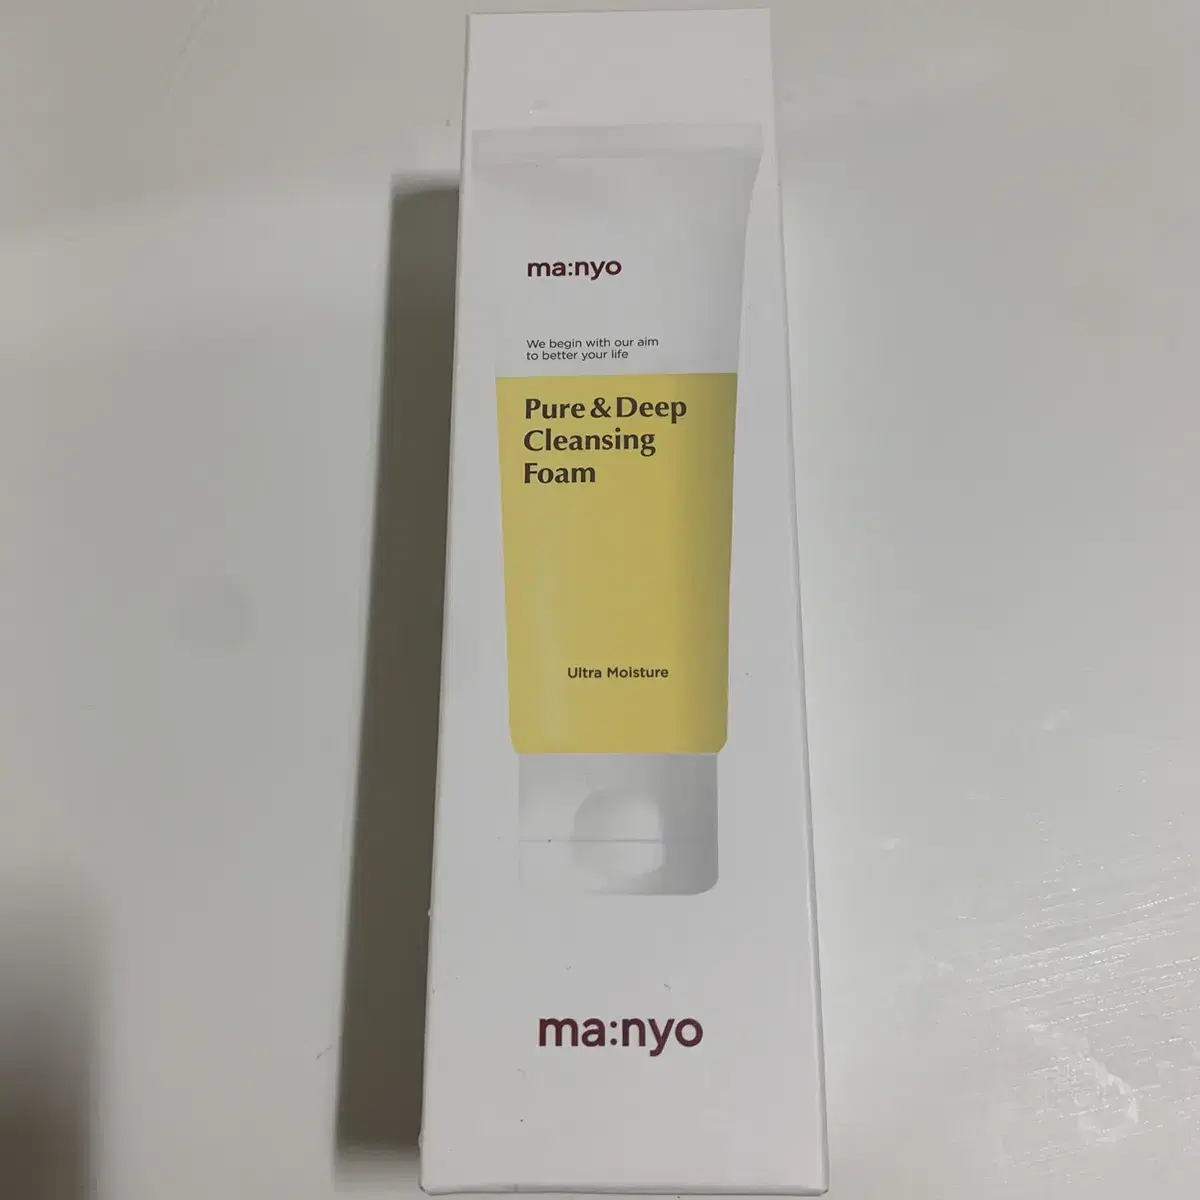 ma:nyo
We begin with our aim
to better your life
Pure & Deep
Cleansing
Foam
Ultra Moisture
ma:nyo